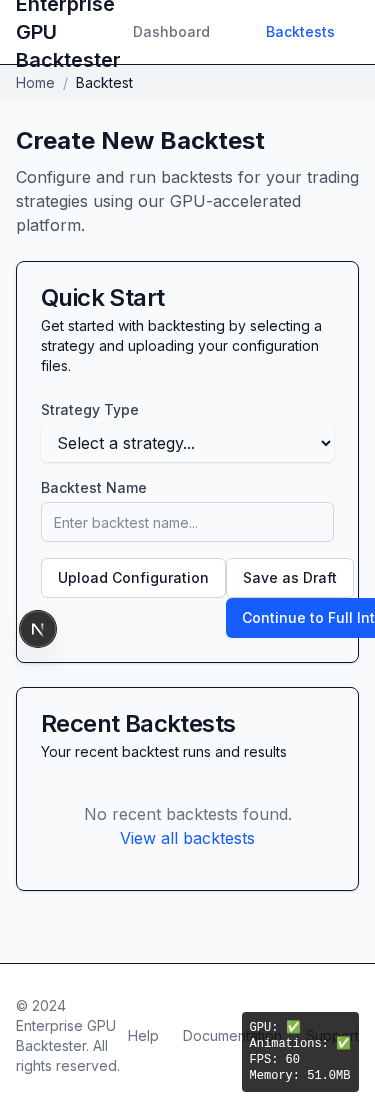 Enterprise
GPU
Backtester
Dashboard
Backtests
Home / Backtest
Create New Backtest
Configure and run backtests for your trading
strategies using our GPU-accelerated
platform.
Quick Start
Get started with backtesting by selecting a
strategy and uploading your configuration
files.
Strategy Type
Select a strategy...
Backtest Name
Enter backtest name...
Upload Configuration
Save as Draft
Continue to Full Int
N
Recent Backtests
Your recent backtest runs and results
No recent backtests found.
View all backtests
© 2024
Enterprise GPU
Backtester. All
rights reserved.
Help
Documentation
Support
GPU: ✅
Animations: ✅
FPS: 60
Memory: 51.0MB